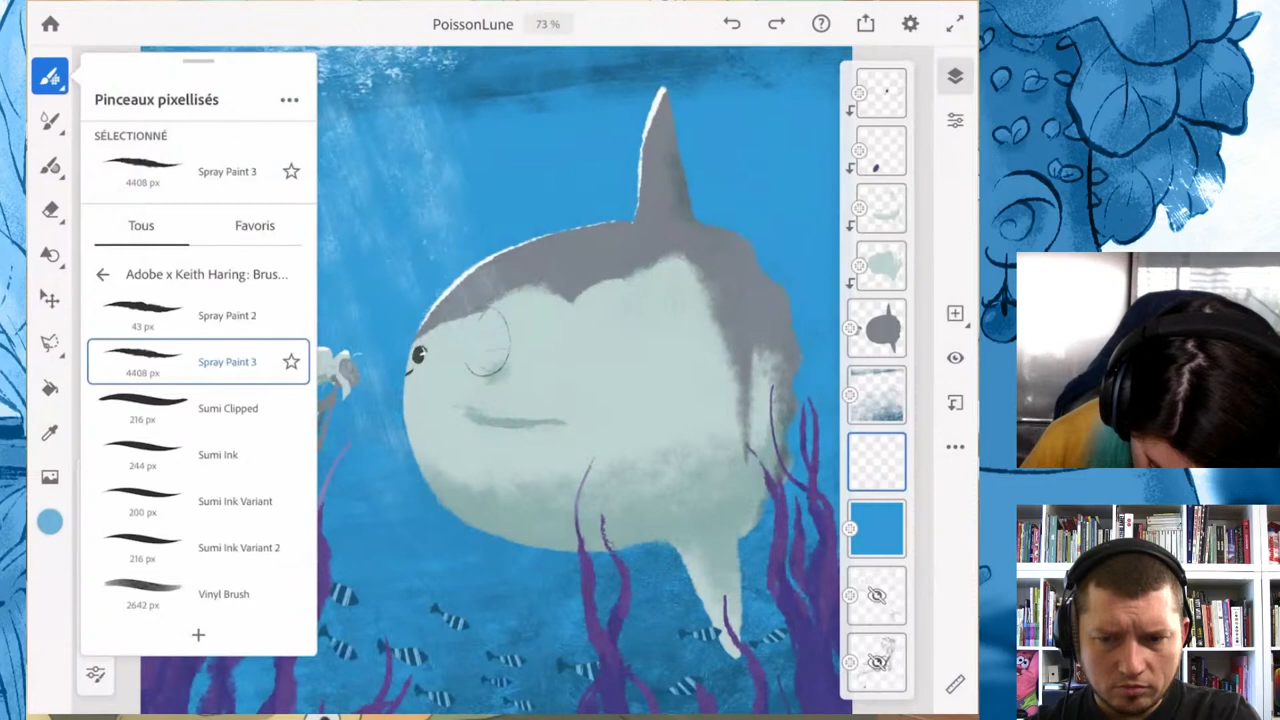 PoissonLune 73 %
Pinceaux pixellisés
SÉLECTIONNÉ
Spray Paint 3
4408 px
Tous Favoris
Adobe x Keith Haring: Brus...
Spray Paint 2
43 px
Spray Paint 3
4408 px
Sumi Clipped
216 px
Sumi Ink
244 px
Sumi Ink Variant
200 px
Sumi Ink Variant 2
216 px
Vinyl Brush
2642 px